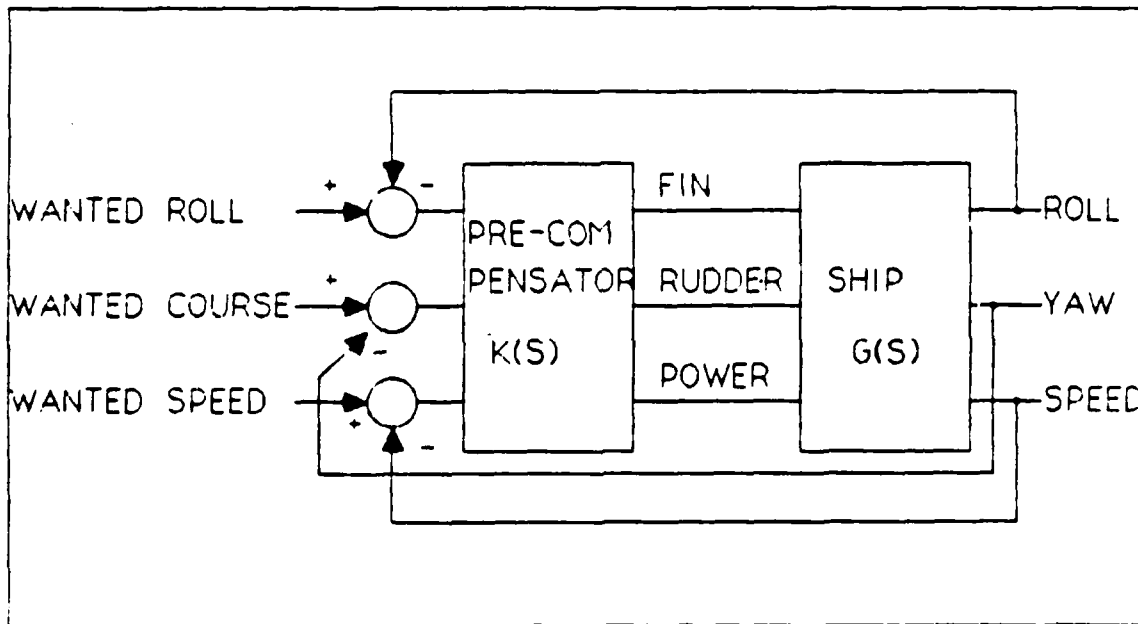 +
-
WANTED ROLL
FIN
ROLL
PRE-COM
PENSATOR
K(S)
+
WANTED COURSE
RUDDER
SHIP
G(S)
YAW
-
WANTED SPEED
+
-
POWER
SPEED